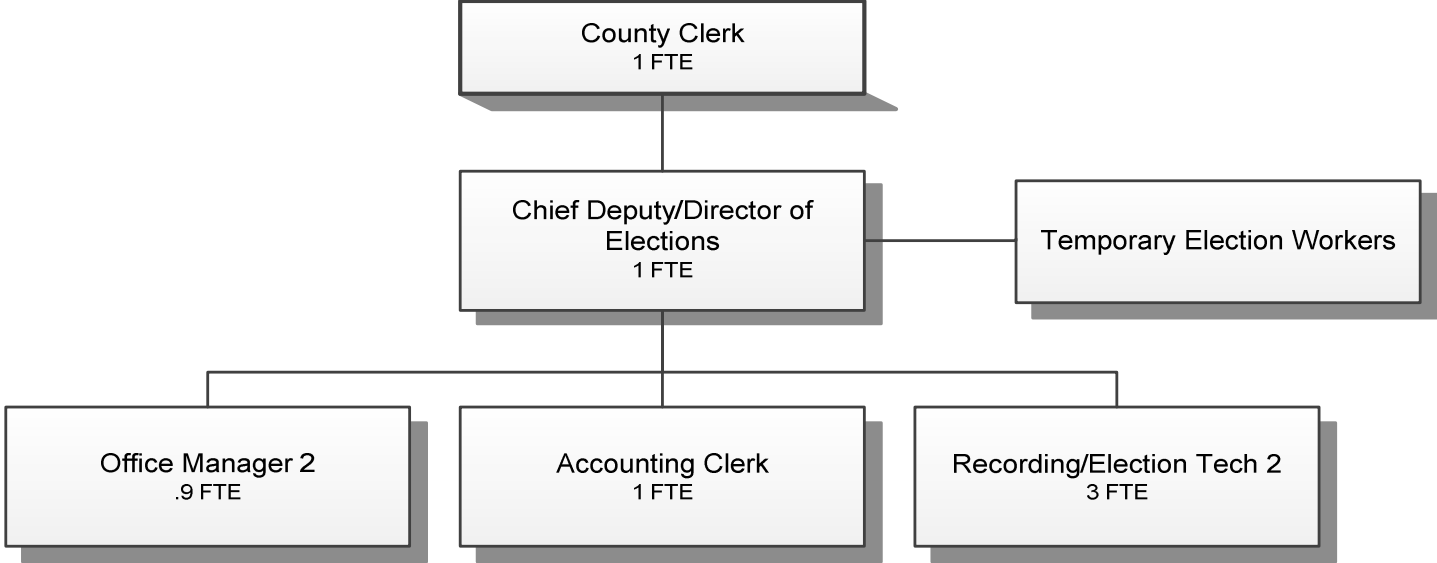 County Clerk
1 FTE
Chief Deputy/Director of
Elections
1 FTE
Temporary Election Workers
Office Manager 2
.9 FTE
Accounting Clerk
1 FTE
Recording/Election Tech 2
3 FTE